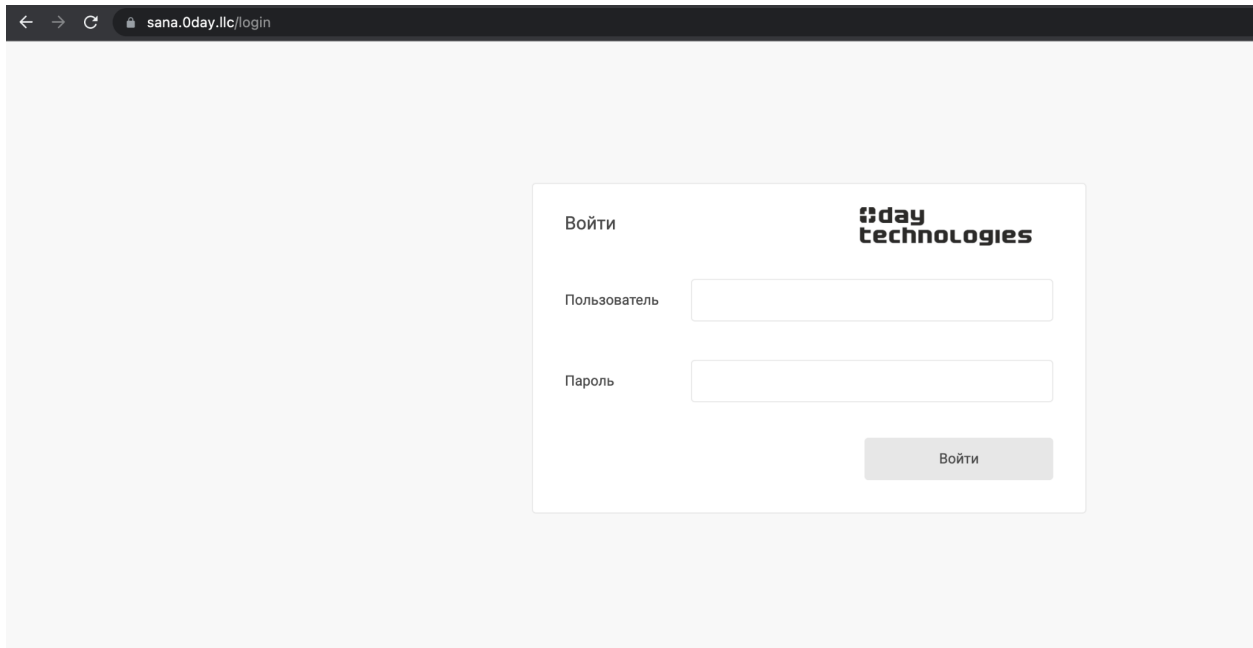 sana.0day.llc/login
Войти
0day
technologies
Пользователь
Пароль
Войти